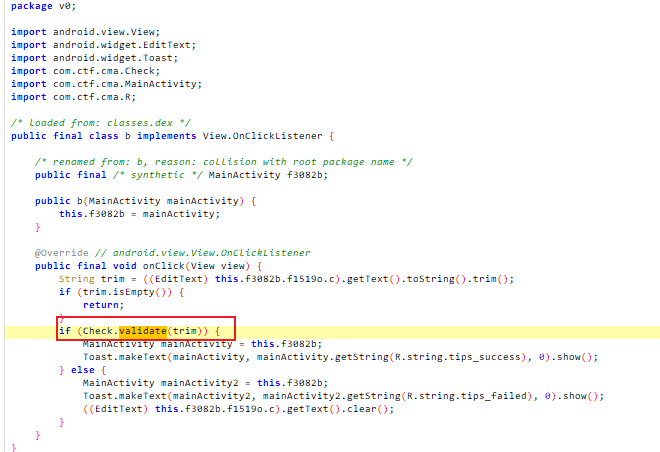 package v0;
import android.view.View;
import android.widget.EditText;
import android.widget.Toast;
import com.ctf.cma.Check;
import com.ctf.cma.MainActivity;
import com.ctf.cma.R;
/* loaded from: classes.dex */
public final class b implements View.OnClickListener {
/* renamed from: b, reason: collision with root package name */
public final /* synthetic */ MainActivity f3082b;
public b(MainActivity mainActivity) {
this.f3082b = mainActivity;
}
@Override // android.view.View.OnClickListener
public final void onClick(View view) {
String trim = ((EditText) this.f3082b.f1519o.c).getText().toString().trim();
if (trim.isEmpty()) {
return;
}
if (Check.validate(trim)) {
MainActivity mainActivity = this.f3082b;
Toast.makeText(mainActivity, mainActivity.getString(R.string.tips_success), 0).show();
} else {
MainActivity mainActivity2 = this.f3082b;
Toast.makeText(mainActivity2, mainActivity2.getString(R.string.tips_failed), 0).show();
((EditText) this.f3082b.f1519o.c).getText().clear();
}
}
}